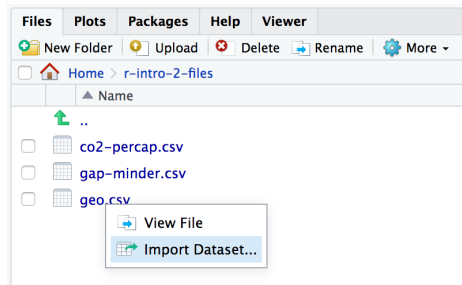 Files Plots Packages Help Viewer
New Folder Upload Delete Rename More
Home > r-intro-2-files
Name
..
co2-percap.csv
gap-minder.csv
geo.csv
View File
Import Dataset...